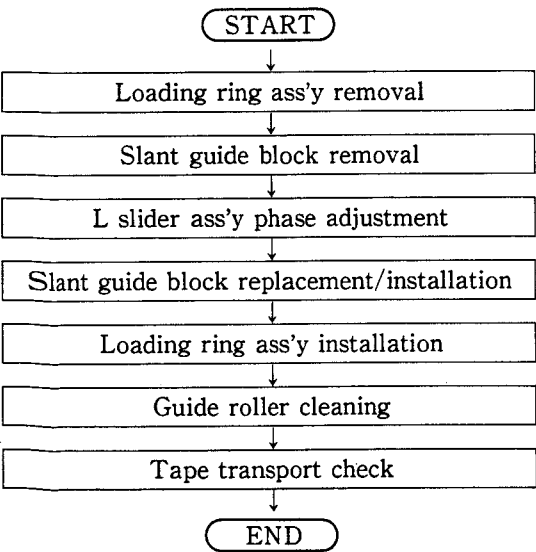 START
Loading ring ass'y removal
Slant guide block removal
L slider ass'y phase adjustment
Slant guide block replacement/installation
Loading ring ass'y installation
Guide roller cleaning
Tape transport check
END